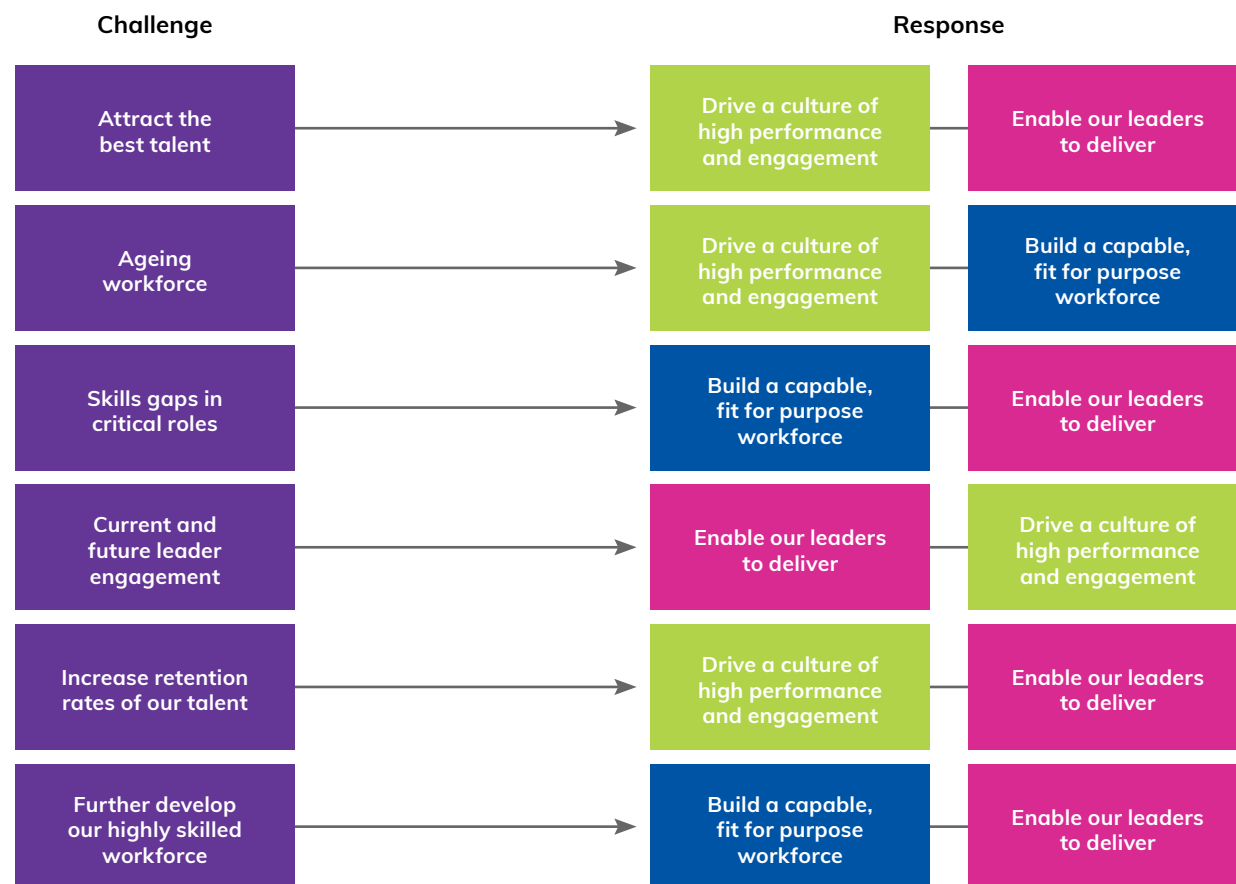 Challenge
Response
Attract the
best talent
Drive a culture of
high performance
and engagement
Enable our leaders
to deliver
Ageing
workforce
Drive a culture of
high performance
and engagement
Build a capable,
fit for purpose
workforce
Skills gaps in
critical roles
Build a capable,
fit for purpose
workforce
Enable our leaders
to deliver
Current and
future leader
engagement
Enable our leaders
to deliver
Drive a culture of
high performance
and engagement
Increase retention
rates of our talent
Drive a culture of
high performance
and engagement
Enable our leaders
to deliver
Further develop
our highly skilled
workforce
Build a capable,
fit for purpose
workforce
Enable our leaders
to deliver